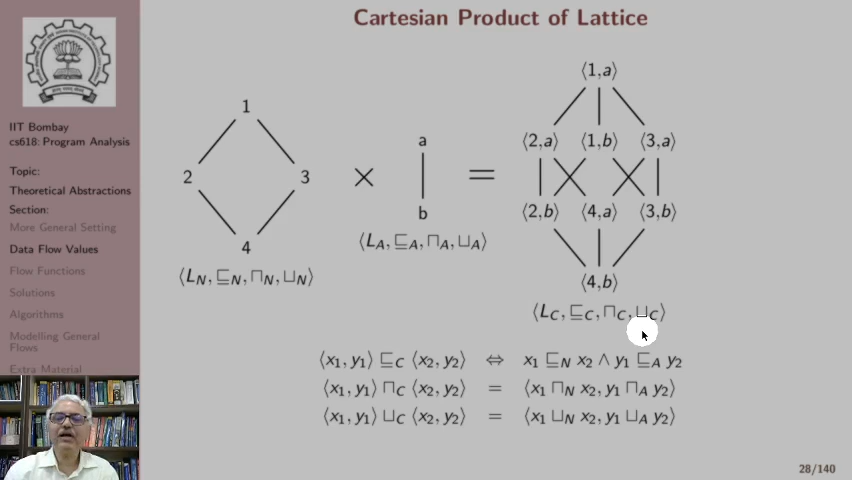 Cartesian Product of Lattice
IIT Bombay
cs618: Program Analysis
Topic:
Theoretical Abstractions
Section:
More General Setting
Data Flow Values
Flow Functions
Solutions
Algorithms
Modelling General
Flows
Extra Material
1
2 3
4
⟨L_N, ⊑_N, ⊓_N, ⊔_N⟩
×
a
b
⟨L_A, ⊑_A, ⊓_A, ⊔_A⟩
=
⟨1,a⟩
⟨2,a⟩ ⟨1,b⟩ ⟨3,a⟩
⟨2,b⟩ ⟨4,a⟩ ⟨3,b⟩
⟨4,b⟩
⟨L_C, ⊑_C, ⊓_C, ⊔_C⟩
⟨x₁, y₁⟩ ⊑_C ⟨x₂, y₂⟩ ⇔ x₁ ⊑_N x₂ ∧ y₁ ⊑_A y₂
⟨x₁, y₁⟩ ⊓_C ⟨x₂, y₂⟩ = ⟨x₁ ⊓_N x₂, y₁ ⊓_A y₂⟩
⟨x₁, y₁⟩ ⊔_C ⟨x₂, y₂⟩ = ⟨x₁ ⊔_N x₂, y₁ ⊔_A y₂⟩
28/140